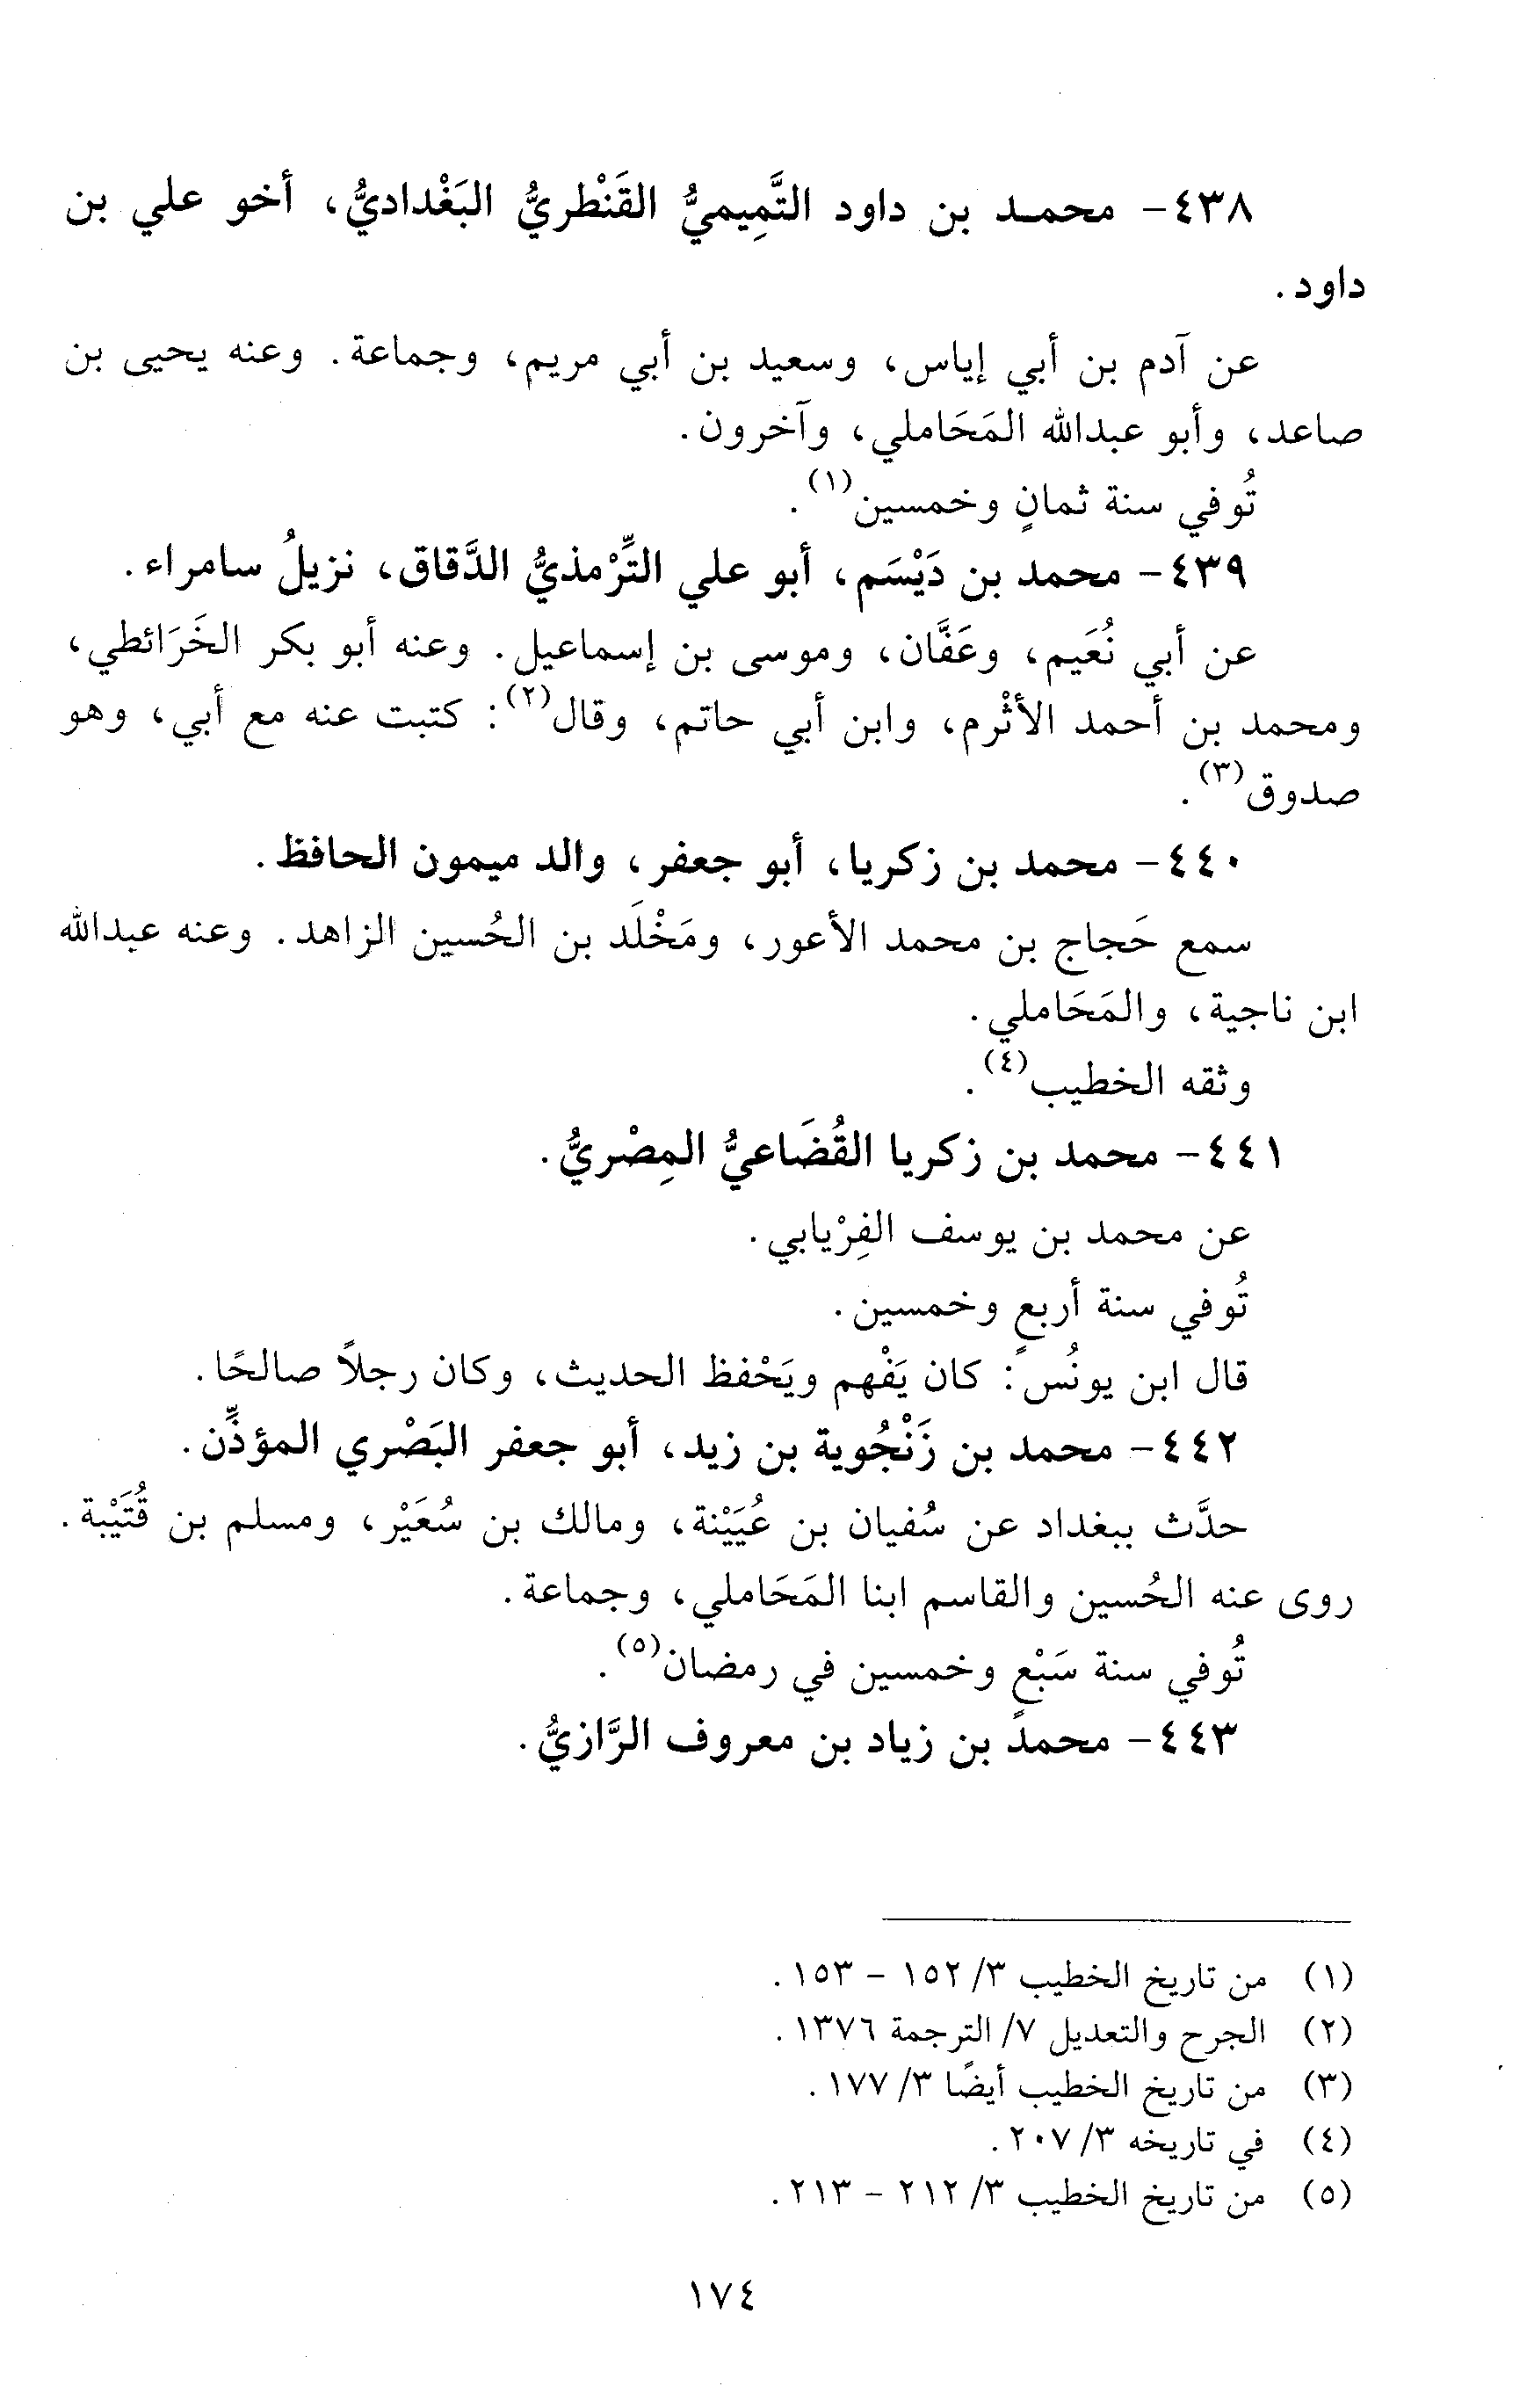 ٤٣٨- محمد بن داود التَّمِيميُّ القَنْطريُّ البَغْداديُّ، أخو علي بن
داود.
عن آدم بن أبي إياس، وسعيد بن أبي مريم، وجماعة. وعنه يحيى بن
صاعد، وأبو عبدالله المَحَاملي، وآخرون.
تُوفي سنة ثمانٍ وخمسين(١).
٤٣٩- محمد بن دَيْسَم، أبو علي التِّرْمذيُّ الدَّقاق، نزيلُ سامراء.
عن أبي نُعَيم، وعَفَّان، وموسى بن إسماعيل. وعنه أبو بكر الخَرَائطي،
ومحمد بن أحمد الأثْرم، وابن أبي حاتم، وقال(٢): كتبت عنه مع أبي، وهو
صدوق(٣).
٤٤٠- محمد بن زكريا، أبو جعفر، والد ميمون الحافظ.
سمع حَجاج بن محمد الأعور، ومَخْلَد بن الحُسين الزاهد. وعنه عبدالله
ابن ناجية، والمَحَاملي.
وثقه الخطيب(٤).
٤٤١- محمد بن زكريا القُضَاعيُّ المِصْريُّ.
عن محمد بن يوسف الفِرْيابي.
تُوفي سنة أربعٍ وخمسين.
قال ابن يونُس: كان يَفْهم ويَحْفظ الحديث، وكان رجلاً صالحًا.
٤٤٢- محمد بن زَنْجُوية بن زيد، أبو جعفر البَصْري المؤذِّن.
حدَّث ببغداد عن سُفيان بن عُيَيْنة، ومالك بن سُعَيْر، ومسلم بن قُتَيْبة.
روى عنه الحُسين والقاسم ابنا المَحَاملي، وجماعة.
تُوفي سنة سَبْعٍ وخمسين في رمضان(٥).
٤٤٣- محمد بن زياد بن معروف الرَّازيُّ.
(١) من تاريخ الخطيب ٣/ ١٥٢ - ١٥٣.
(٢) الجرح والتعديل ٧/ الترجمة ١٣٧٦.
(٣) من تاريخ الخطيب أيضًا ٣/ ١٧٧.
(٤) في تاريخه ٣/ ٢٠٧.
(٥) من تاريخ الخطيب ٣/ ٢١٢ - ٢١٣.
١٧٤